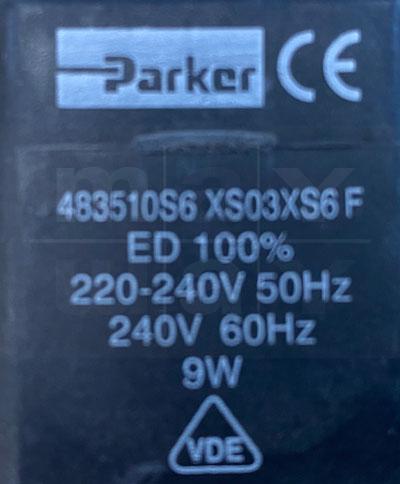 Parker CE
483510S6 XS03XS6 F
ED 100%
220-240V 50Hz
240V 60Hz
9W
VDE